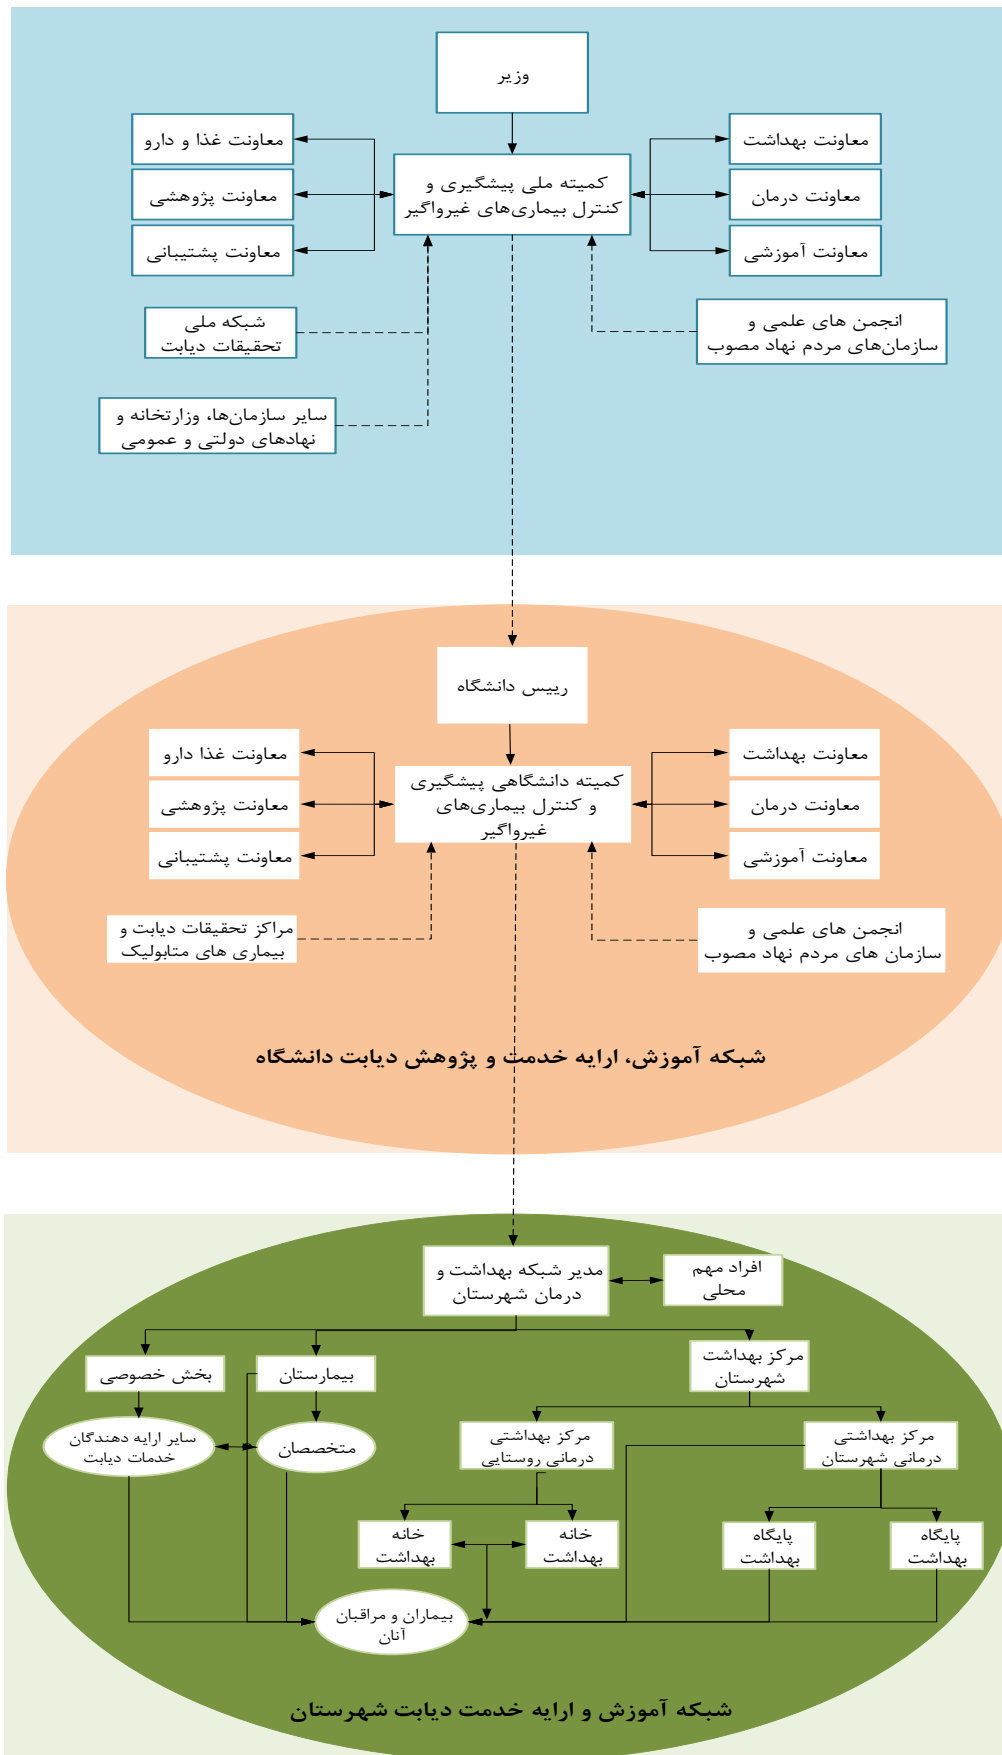 وزیر
معاونت بهداشت
معاونت غذا و دارو
کمیته ملی پیشگیری و
کنترل بیماری‌های غیرواگیر
معاونت درمان
معاونت پژوهشی
معاونت آموزشی
معاونت پشتیبانی
انجمن های علمی و
سازمان‌های مردم نهاد مصوب
شبکه ملی
تحقیقات دیابت
سایر سازمان‌ها، وزارتخانه و
نهادهای دولتی و عمومی
رییس دانشگاه
معاونت بهداشت
معاونت غذا دارو
کمیته دانشگاهی پیشگیری
و کنترل بیماری‌های
غیرواگیر
معاونت درمان
معاونت پژوهشی
معاونت آموزشی
معاونت پشتیبانی
انجمن های علمی و
سازمان های مردم نهاد مصوب
مراکز تحقیقات دیابت و
بیماری های متابولیک
شبکه آموزش، ارایه خدمت و پژوهش دیابت دانشگاه
افراد مهم
محلی
مدیر شبکه بهداشت و
درمان شهرستان
مرکز بهداشت
شهرستان
بیمارستان
بخش خصوصی
مرکز بهداشتی
درمانی شهرستان
مرکز بهداشتی
درمانی روستایی
متخصصان
سایر ارایه دهندگان
خدمات دیابت
پایگاه
بهداشت
پایگاه
بهداشت
خانه
بهداشت
خانه
بهداشت
بیماران و مراقبان
آنان
شبکه آموزش و ارایه خدمت دیابت شهرستان